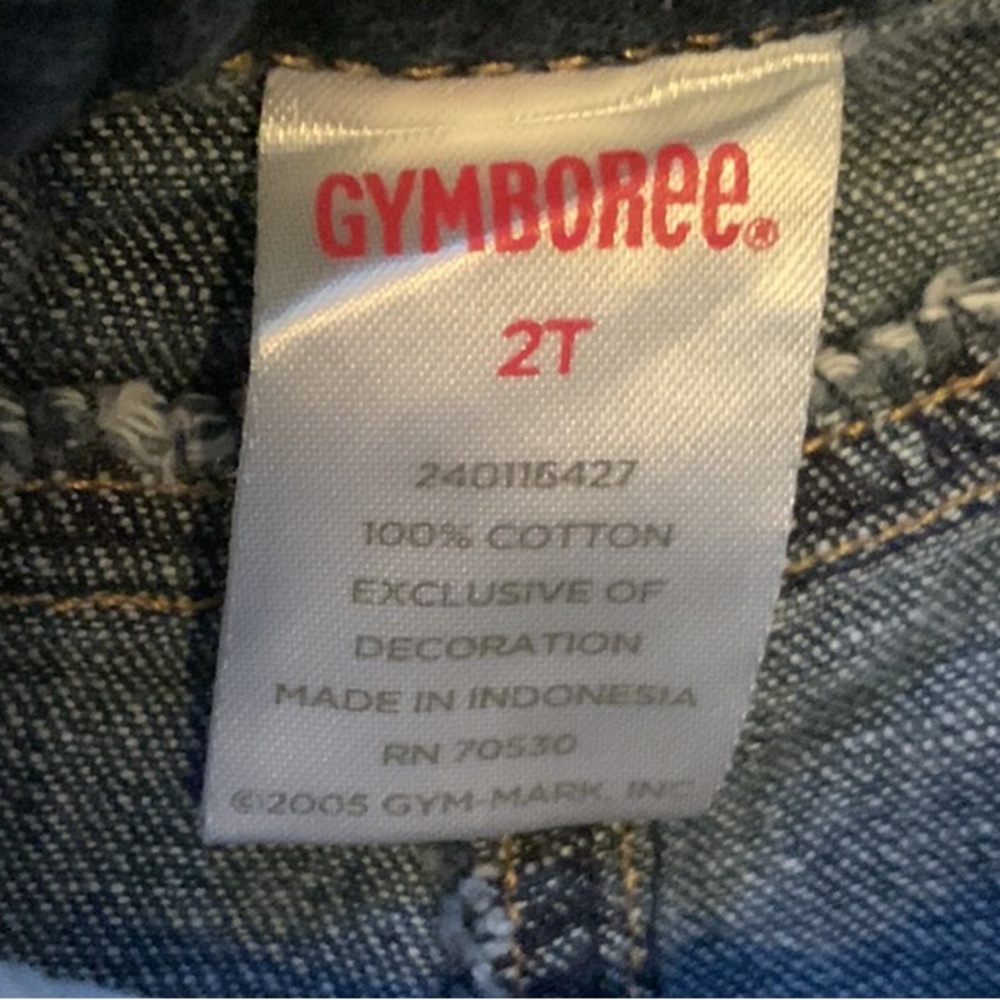 GYMBOREE®
2T
240116427
100% COTTON
EXCLUSIVE OF
DECORATION
MADE IN INDONESIA
RN 70530
©2005 GYM-MARK, INC